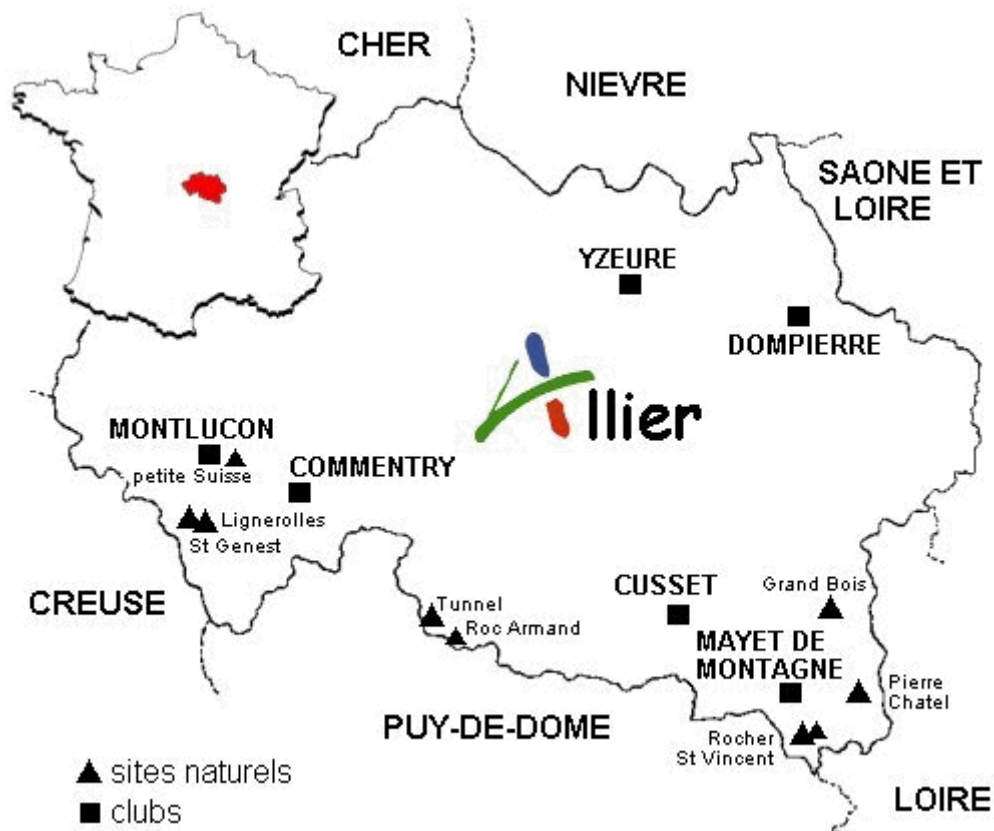 CHER
NIEVRE
SAONE ET
LOIRE
YZEURE
DOMPIERRE
Allier
MONTLUCON
petite Suisse
COMMENTRY
Lignerolles
St Genest
CREUSE
Tunnel
Roc Armand
CUSSET
Grand Bois
MAYET DE
MONTAGNE
Pierre
Chatel
PUY-DE-DOME
Rocher
St Vincent
LOIRE
sites naturels
clubs